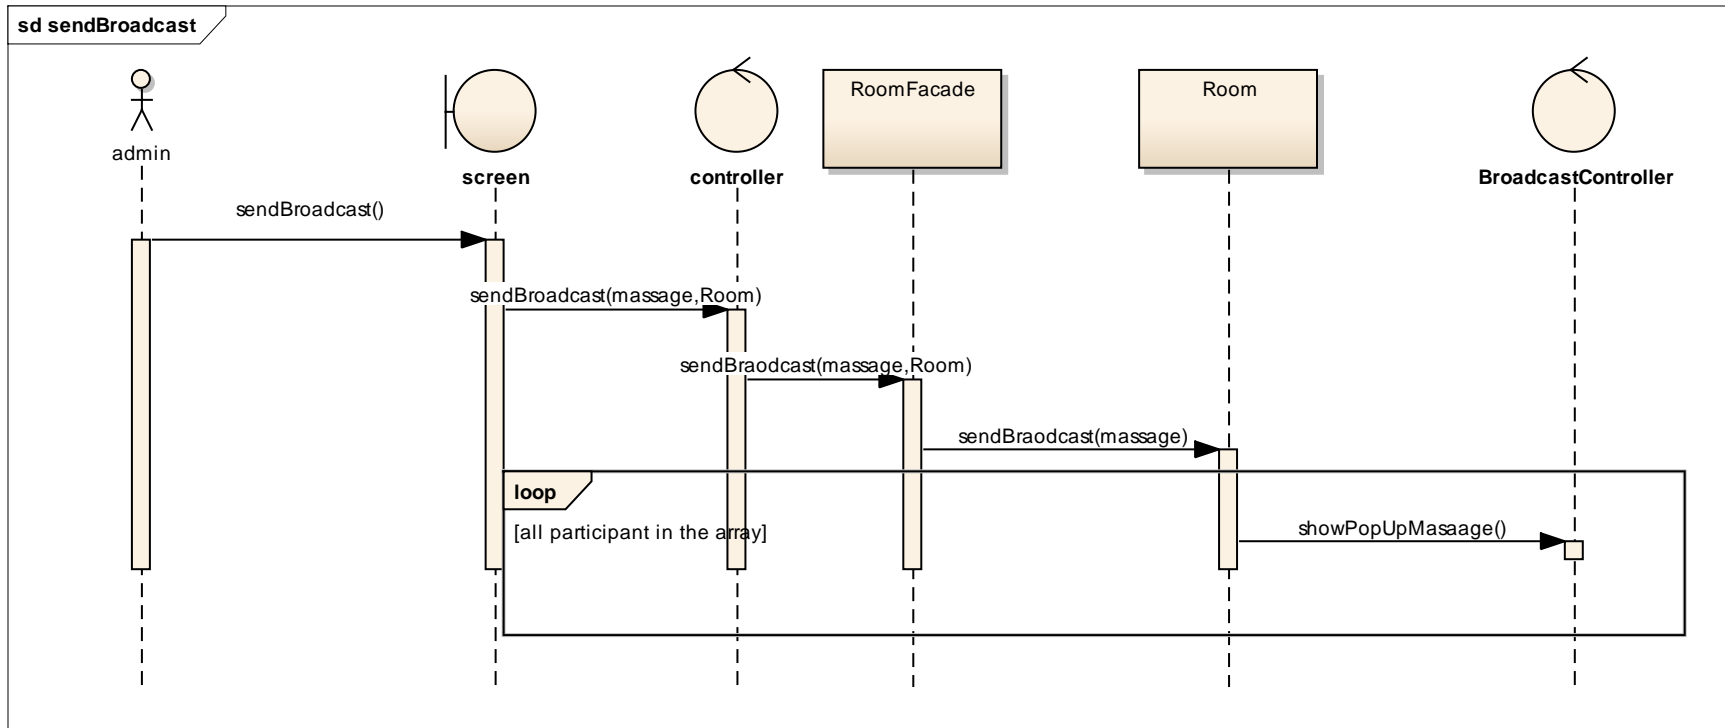 sd sendBroadcast
admin
screen
controller
RoomFacade
Room
BroadcastController
sendBroadcast()
sendBroadcast(massage,Room)
sendBraodcast(massage,Room)
sendBraodcast(massage)
loop
[all participant in the array]
showPopUpMasaage()